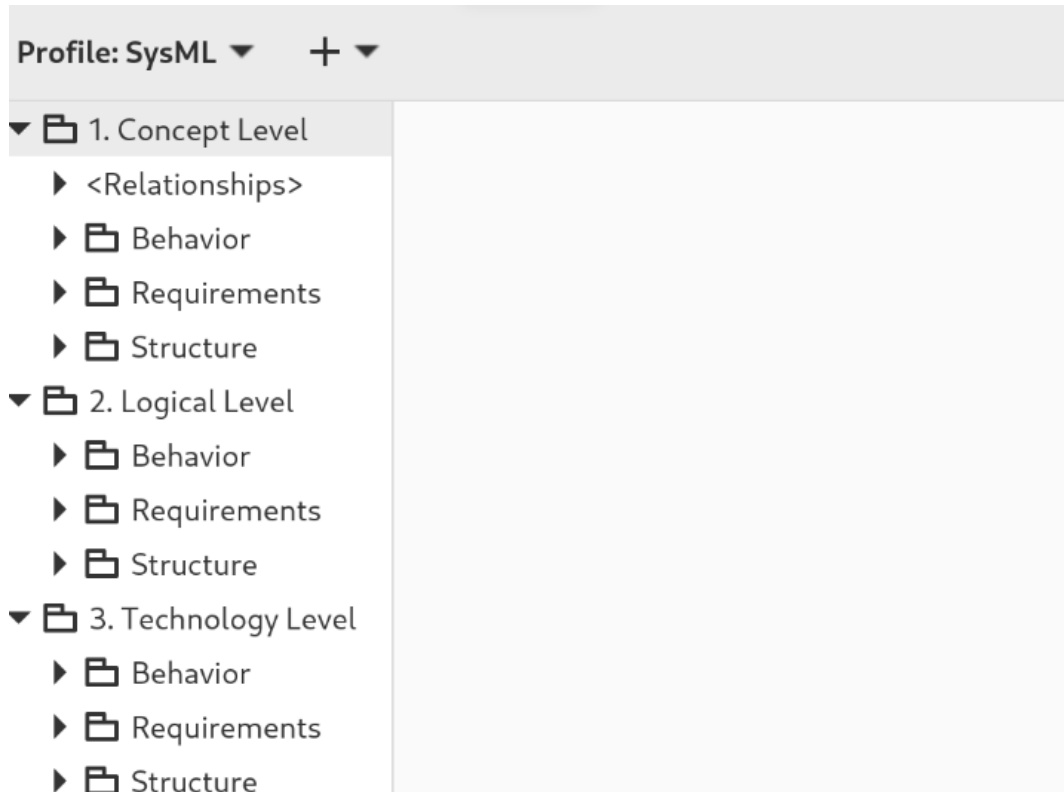 Profile: SysML
1. Concept Level
<Relationships>
Behavior
Requirements
Structure
2. Logical Level
Behavior
Requirements
Structure
3. Technology Level
Behavior
Requirements
Structure